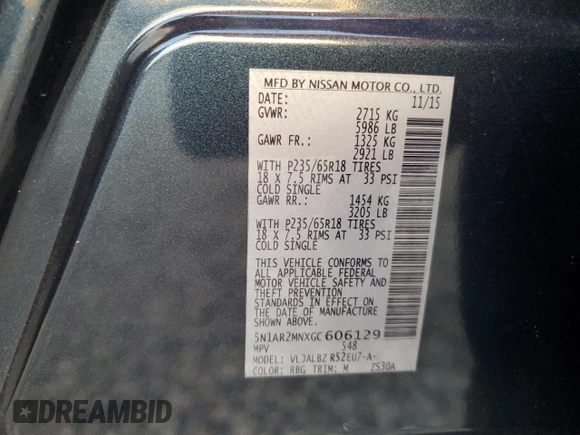 MFD BY NISSAN MOTOR CO., LTD.
DATE: 11/15
GVWR: 2715 KG
5986 LB
GAWR FR.: 1325 KG
2921 LB
WITH P235/65R18 TIRES
18 X 7.5 RIMS AT 33 PSI
COLD SINGLE
GAWR RR.: 1454 KG
3205 LB
WITH P235/65R18 TIRES
18 X 7.5 RIMS AT 33 PSI
COLD SINGLE
THIS VEHICLE CONFORMS TO
ALL APPLICABLE FEDERAL
MOTOR VEHICLE SAFETY AND
THEFT PREVENTION
STANDARDS IN EFFECT ON
THE DATE OF MANUFACTURE
SHOWN ABOVE.
5N1AR2MNXGC606129
MPV 548
MODEL: VLJALBZ R52EU7-A-
COLOR: RBG TRIM: M ZS30A
DREAMBID